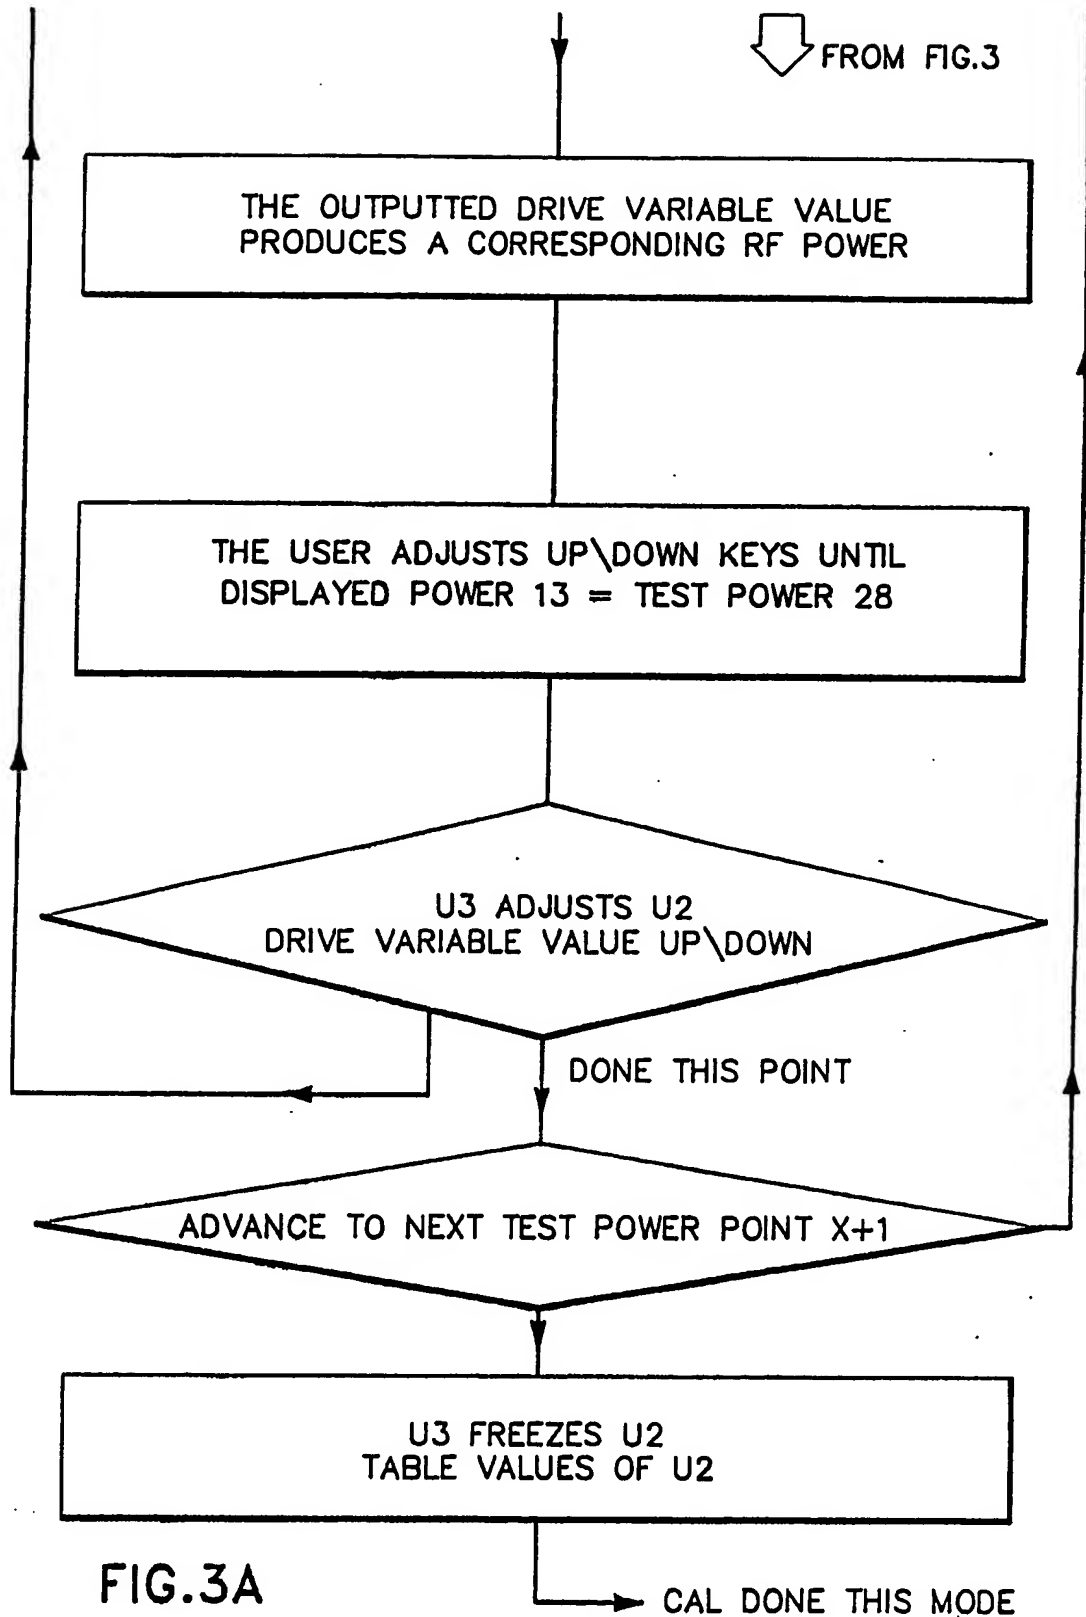 FROM FIG.3
THE OUTPUTTED DRIVE VARIABLE VALUE
PRODUCES A CORRESPONDING RF POWER
THE USER ADJUSTS UP\DOWN KEYS UNTIL
DISPLAYED POWER 13 = TEST POWER 28
U3 ADJUSTS U2
DRIVE VARIABLE VALUE UP\DOWN
DONE THIS POINT
ADVANCE TO NEXT TEST POWER POINT X+1
U3 FREEZES U2
TABLE VALUES OF U2
FIG.3A
CAL DONE THIS MODE